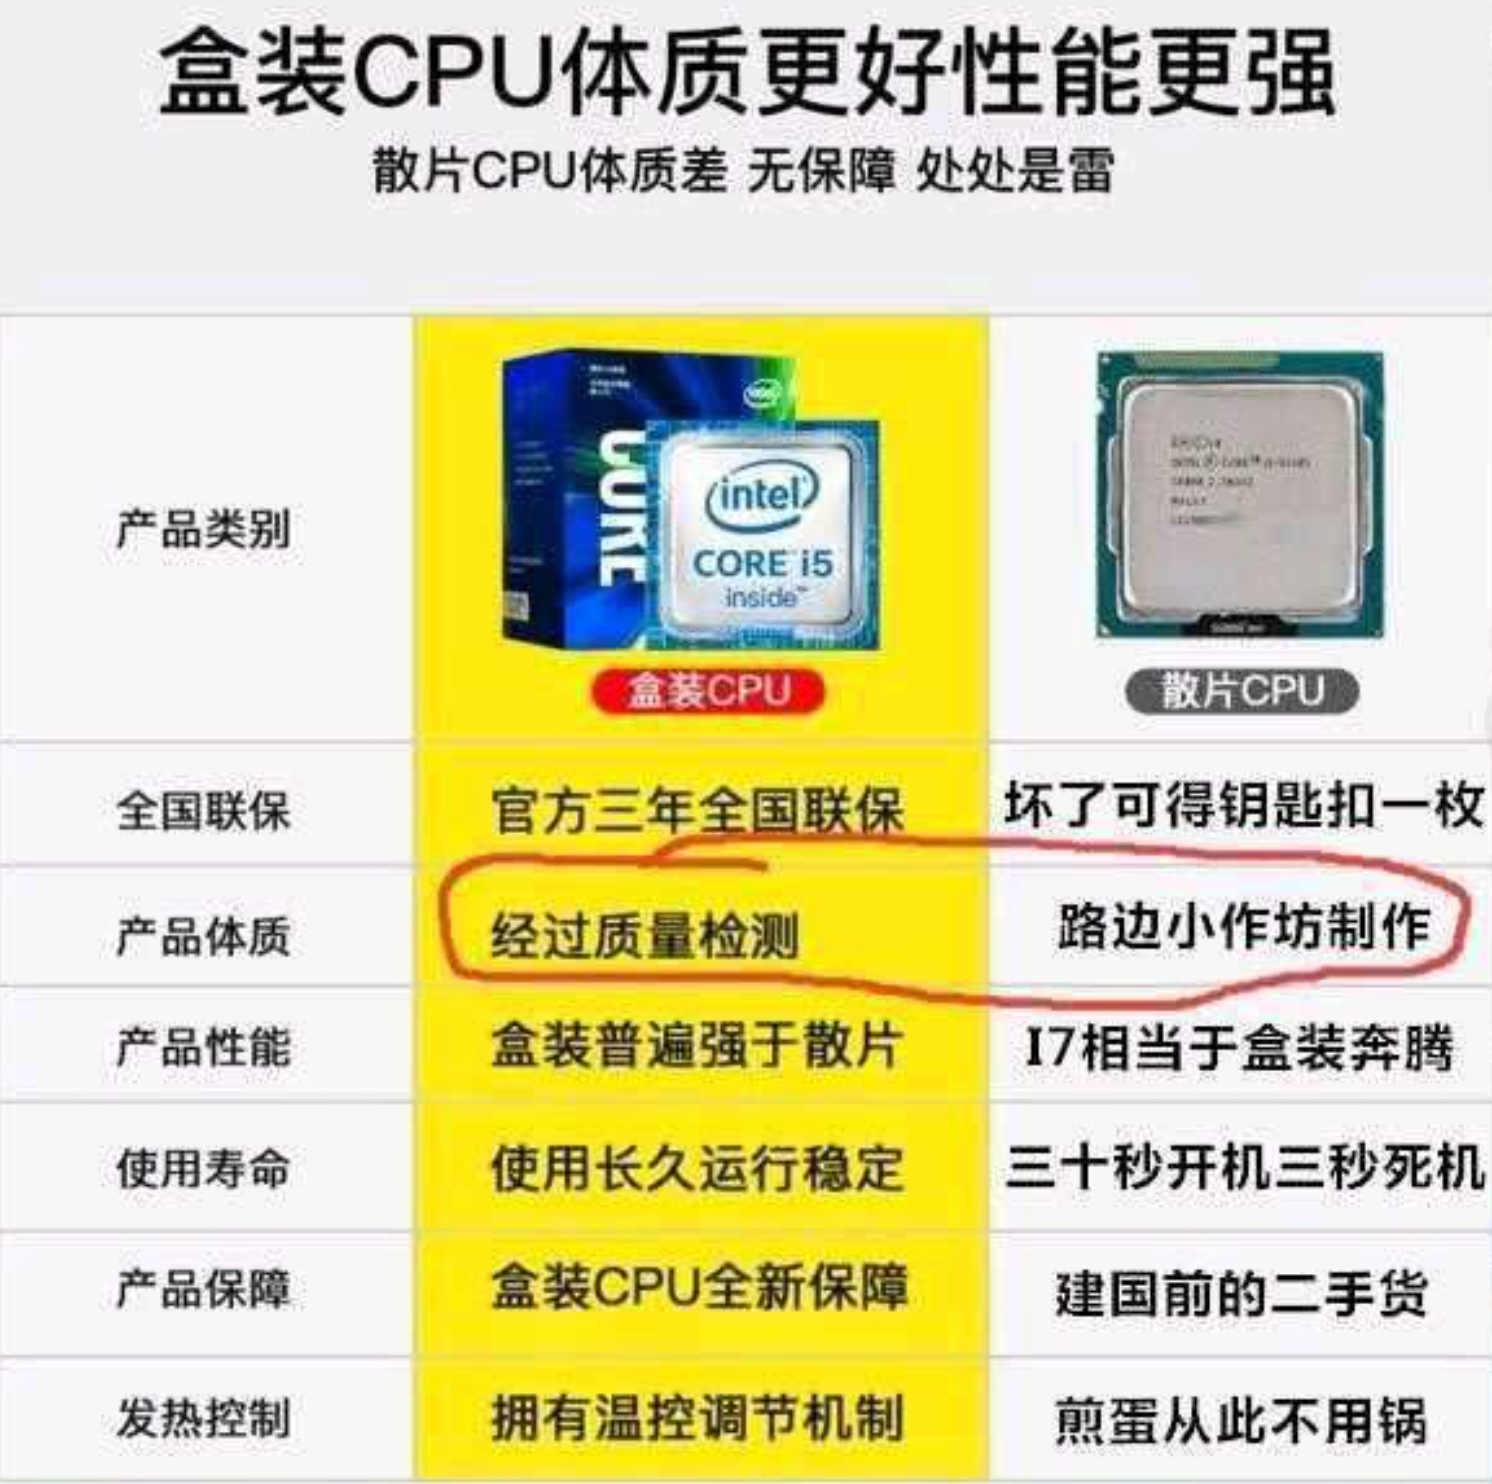 盒装CPU体质更好性能更强
散片CPU体质差 无保障 处处是雷
产品类别
CORE
intel
CORE i5
inside™
盒装CPU
散片CPU
全国联保
官方三年全国联保
坏了可得钥匙扣一枚
产品体质
经过质量检测
路边小作坊制作
产品性能
盒装普遍强于散片
I7相当于盒装奔腾
使用寿命
使用长久运行稳定
三十秒开机三秒死机
产品保障
盒装CPU全新保障
建国前的二手货
发热控制
拥有温控调节机制
煎蛋从此不用锅